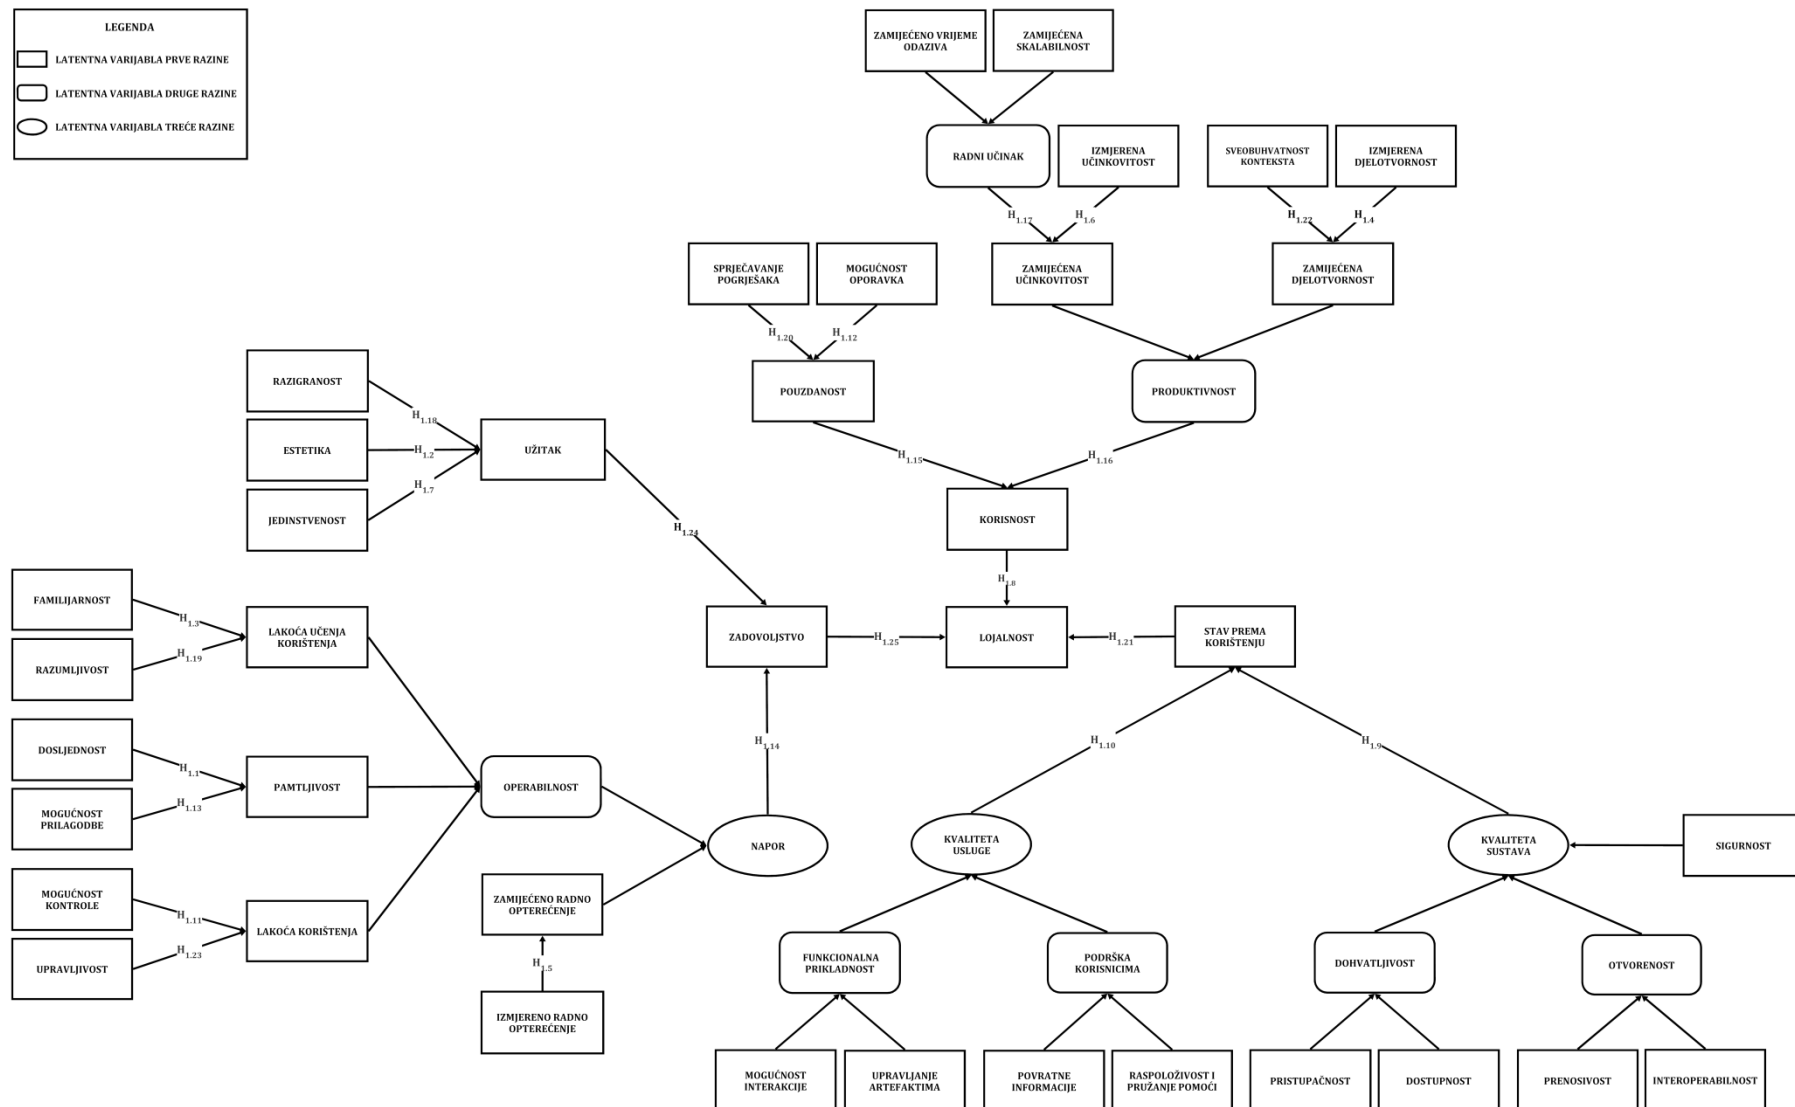 LEGENDA
LATENTNA VARIJABLA PRVE RAZINE
LATENTNA VARIJABLA DRUGE RAZINE
LATENTNA VARIJABLA TREĆE RAZINE
ZAMIJEĆENO VRIJEME
ODAZIVA
ZAMIJEĆENA
SKALABILNOST
RADNI UČINAK
IZMJERENA
UČINKOVITOST
SVEOBUHVATNOST
KONTEKSTA
IZMJERENA
DJELOTVORNOST
H1.17
H1.6
H1.22
H1.4
SPRJEČAVANJE
POGRJEŠAKA
MOGUĆNOST
OPORAVKA
ZAMIJEĆENA
UČINKOVITOST
ZAMIJEĆENA
DJELOTVORNOST
H1.20
H1.12
RAZIGRANOST
POUZDANOST
PRODUKTIVNOST
H1.18
ESTETIKA
H1.2
UŽITAK
H1.15
H1.16
H1.7
JEDINSTVENOST
KORISNOST
H1.24
H1.8
FAMILIJARNOST
H1.3
LAKOĆA UČENJA
KORIŠTENJA
H1.19
RAZUMLJIVOST
ZADOVOLJSTVO
H1.25
LOJALNOST
H1.21
STAV PREMA
KORIŠTENJU
DOSLJEDNOST
H1.1
PAMTLJIVOST
H1.13
MOGUĆNOST
PRILAGODBE
OPERABILNOST
H1.14
H1.10
H1.9
NAPOR
KVALITETA
USLUGE
KVALITETA
SUSTAVA
SIGURNOST
MOGUĆNOST
KONTROLE
H1.11
LAKOĆA KORIŠTENJA
H1.23
UPRAVLJIVOST
ZAMIJEĆENO RADNO
OPTEREĆENJE
H1.5
IZMJERENO RADNO
OPTEREĆENJE
FUNKCIONALNA
PRIKLADNOST
PODRŠKA
KORISNICIMA
DOHVATLJIVOST
OTVORENOST
MOGUĆNOST
INTERAKCIJE
UPRAVLJANJE
ARTEFAKTIMA
POVRATNE
INFORMACIJE
RASPOLOŽIVOST I
PRUŽANJE POMOĆI
PRISTUPAČNOST
DOSTUPNOST
PRENOSIVOST
INTEROPERABILNOST